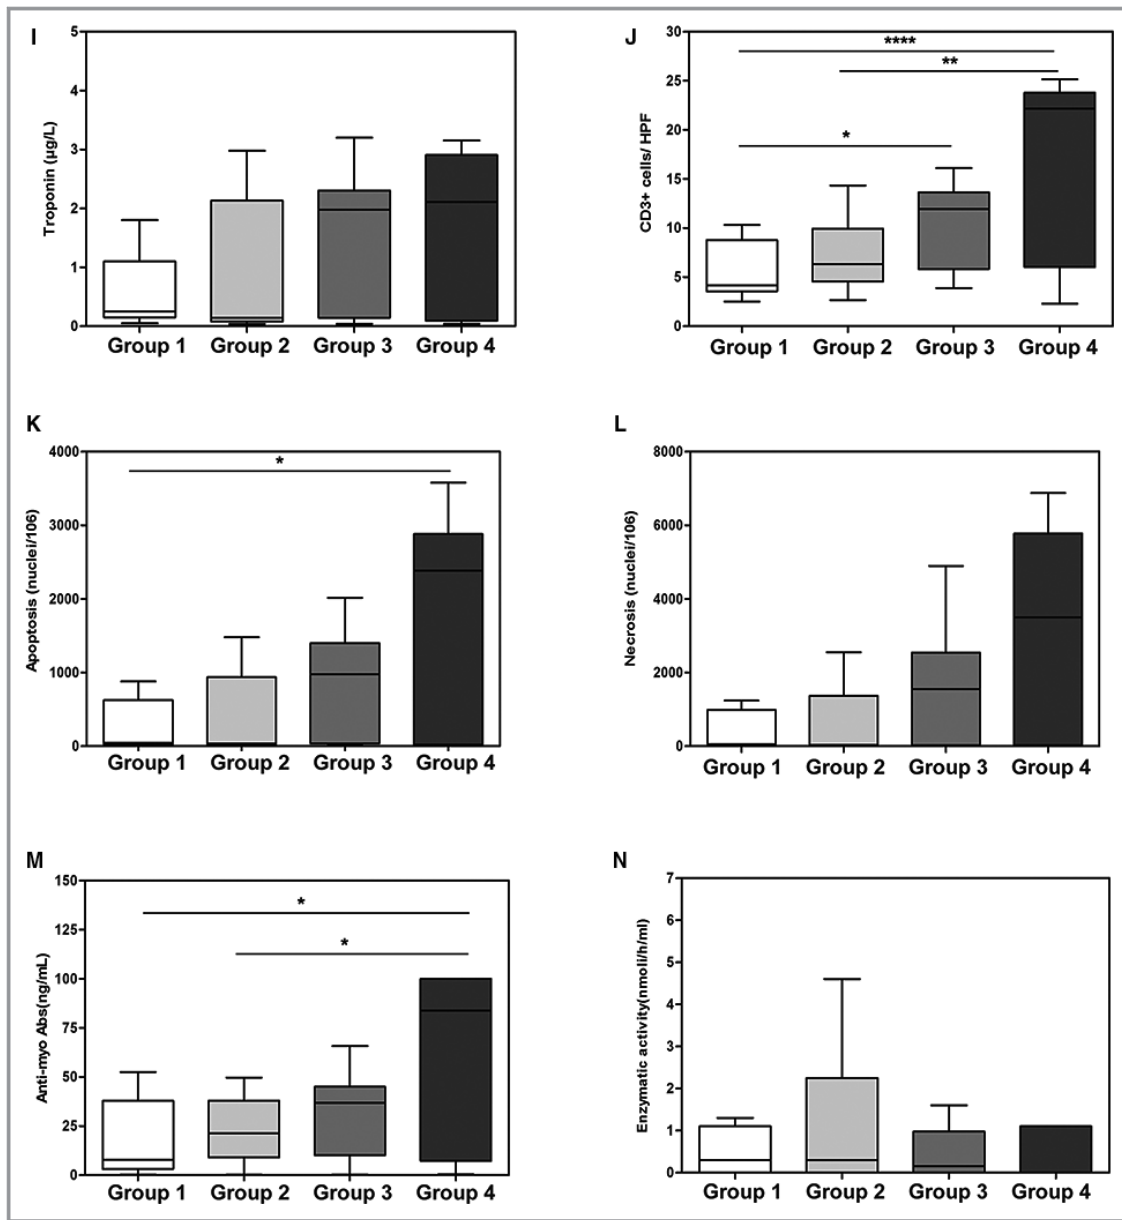 I
Troponin (µg/L)
5
4
3
2
1
0
Group 1 Group 2 Group 3 Group 4
J
CD3+ cells/ HPF
30
25
20
15
10
5
0
****
**
*
Group 1 Group 2 Group 3 Group 4
K
Apoptosis (nuclei/106)
4000
3000
2000
1000
0
*
Group 1 Group 2 Group 3 Group 4
L
Necrosis (nuclei/106)
8000
6000
4000
2000
0
Group 1 Group 2 Group 3 Group 4
M
Anti-myo Abs(ng/mL)
150
125
100
75
50
25
0
*
*
Group 1 Group 2 Group 3 Group 4
N
Enzymatic activity(nmoli/h/ml)
7
6
5
4
3
2
1
0
Group 1 Group 2 Group 3 Group 4